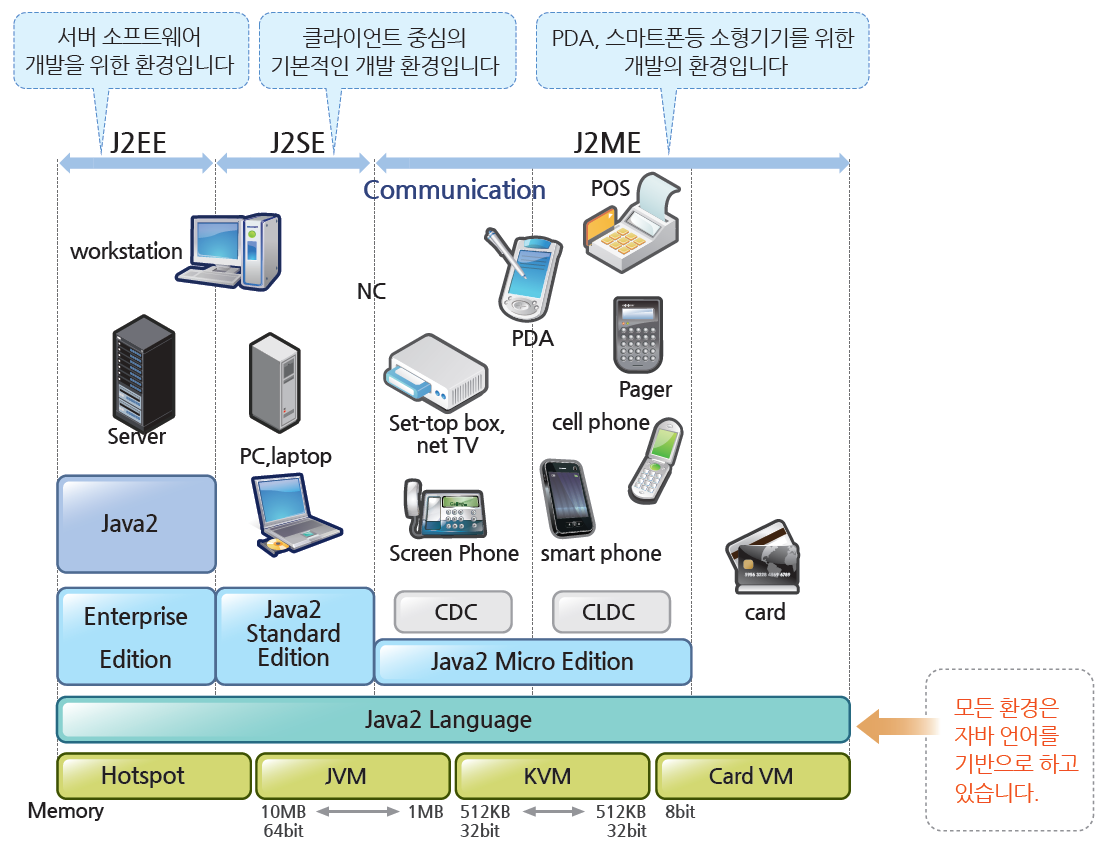 서버 소프트웨어
개발을 위한 환경입니다
클라이언트 중심의
기본적인 개발 환경입니다
PDA, 스마트폰등 소형기기를 위한
개발의 환경입니다
J2EE
J2SE
J2ME
Communication
POS
workstation
NC
PDA
Pager
Server
Set-top box,
net TV
cell phone
PC,laptop
Java2
Screen Phone
smart phone
card
Enterprise
Edition
Java2
Standard
Edition
CDC
CLDC
Java2 Micro Edition
Java2 Language
모든 환경은
자바 언어를
기반으로 하고
있습니다.
Hotspot
JVM
KVM
Card VM
Memory
10MB
64bit
1MB
512KB
32bit
512KB
32bit
8bit